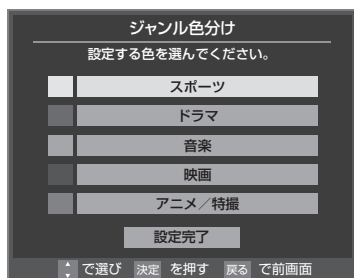 ジャンル色分け
設定する色を選んでください。
スポーツ
ドラマ
音楽
映画
アニメ／特撮
設定完了
で選び 決定 を押す 戻る で前画面